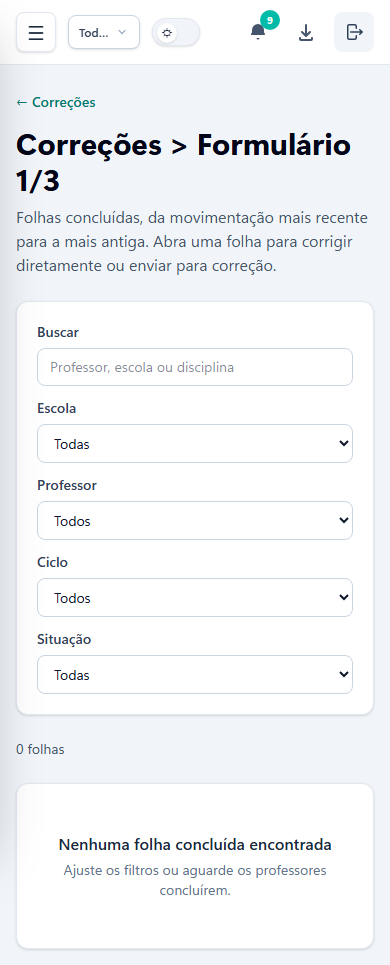 Tod...
9
← Correções
Correções > Formulário
1/3
Folhas concluídas, da movimentação mais recente
para a mais antiga. Abra uma folha para corrigir
diretamente ou enviar para correção.
Buscar
Professor, escola ou disciplina
Escola
Todas
Professor
Todos
Ciclo
Todos
Situação
Todas
0 folhas
Nenhuma folha concluída encontrada
Ajuste os filtros ou aguarde os professores
concluírem.